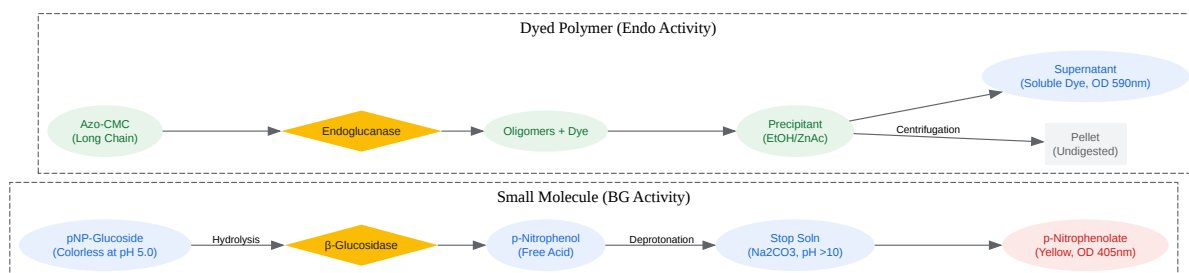 Dyed Polymer (Endo Activity)
Azo-CMC
(Long Chain)
Endoglucanase
Oligomers + Dye
Precipitant
(EtOH/ZnAc)
Supernatant
(Soluble Dye, OD 590nm)
Centrifugation
Pellet
(Undigested)
Small Molecule (BG Activity)
pNP-Glucoside
(Colorless at pH 5.0)
Hydrolysis
β-Glucosidase
p-Nitrophenol
(Free Acid)
Deprotonation
Stop Soln
(Na2CO3, pH >10)
p-Nitrophenolate
(Yellow, OD 405nm)